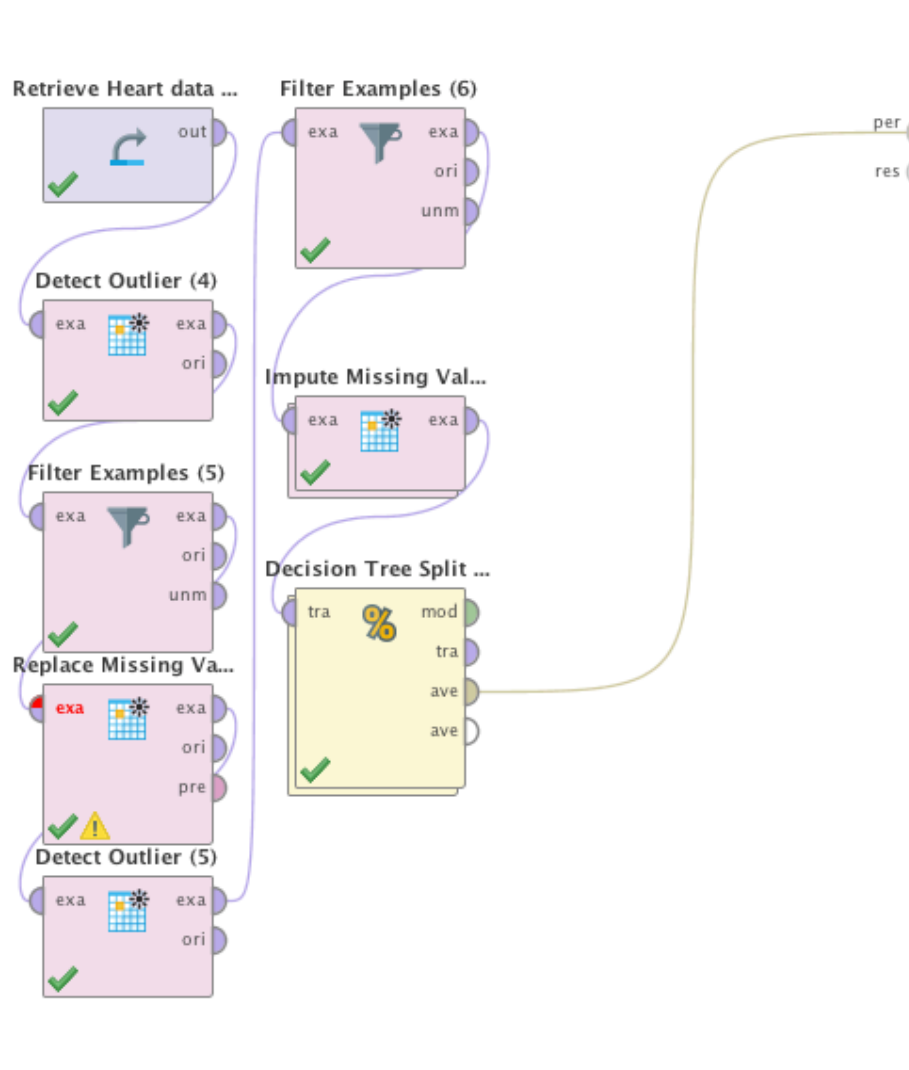 Retrieve Heart data ...
out
Detect Outlier (4)
exa exa
ori
Filter Examples (5)
exa exa
ori
unm
Replace Missing Va...
exa exa
ori
pre
Detect Outlier (5)
exa exa
ori
Filter Examples (6)
exa exa
ori
unm
Impute Missing Val...
exa exa
Decision Tree Split ...
tra mod
tra
ave
ave
per
res